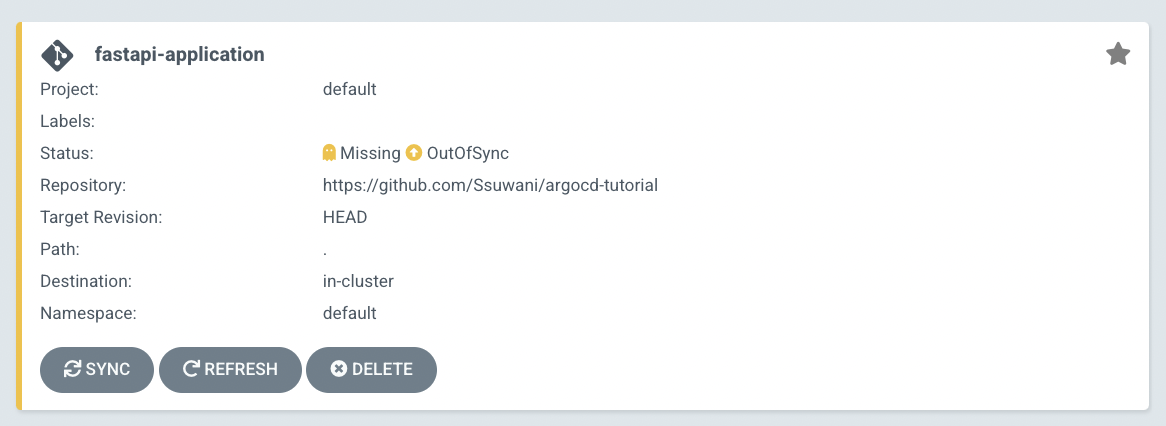 fastapi-application
Project: default
Labels:
Status: Missing OutOfSync
Repository: https://github.com/Ssuwani/argocd-tutorial
Target Revision: HEAD
Path: .
Destination: in-cluster
Namespace: default
SYNC REFRESH DELETE